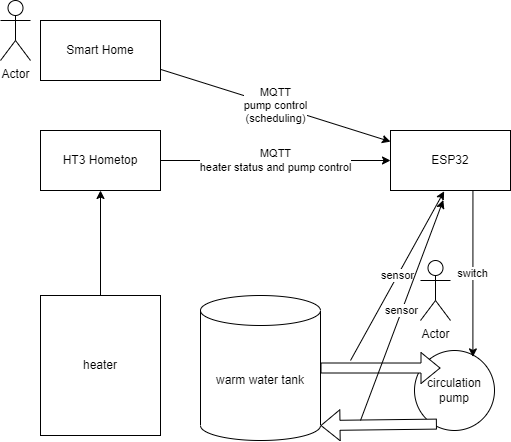 Smart Home
Actor
MQTT
pump control
(scheduling)
HT3 Hometop
MQTT
heater status and pump control
ESP32
sensor
switch
sensor
Actor
heater
warm water tank
circulation
pump